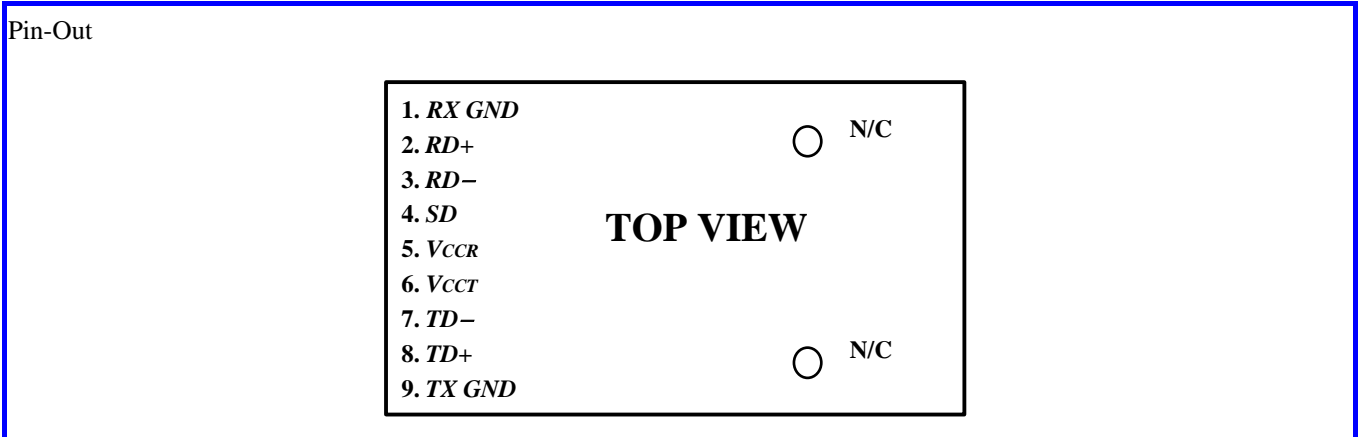 Pin-Out
1. RX GND
N/C
2. RD+
3. RD−
4. SD
TOP VIEW
5. VCCR
6. VCCT
7. TD−
8. TD+
N/C
9. TX GND